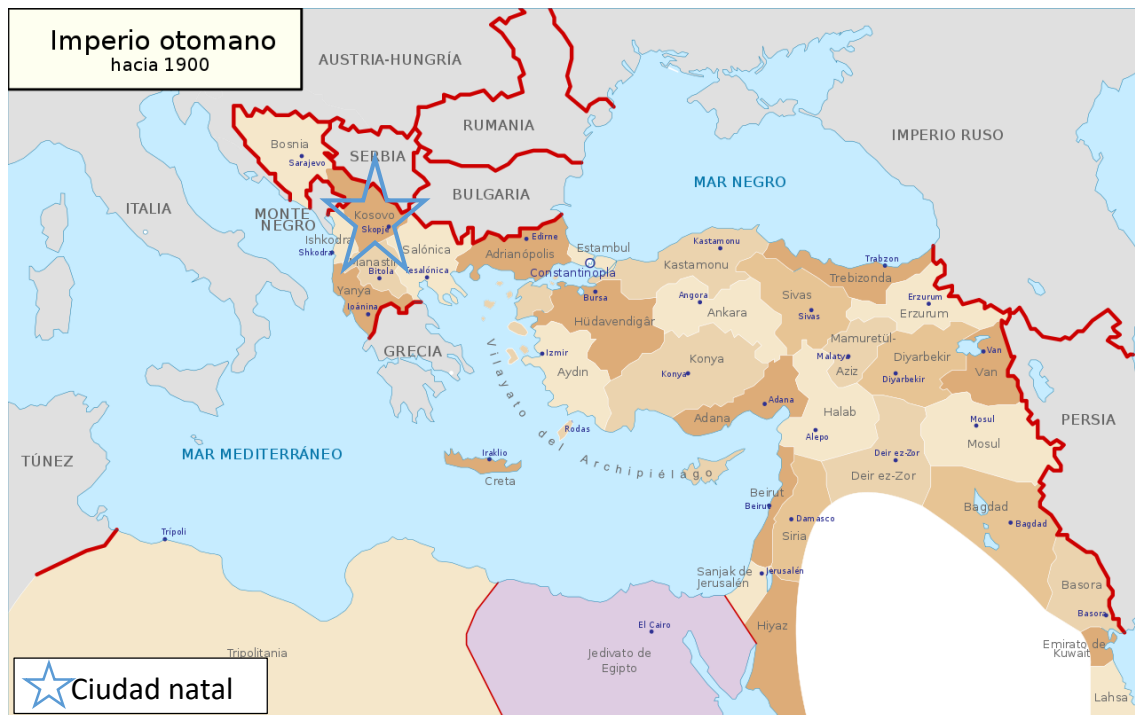 Imperio otomano
hacia 1900
AUSTRIA-HUNGRÍA
RUMANIA
IMPERIO RUSO
Bosnia
Sarajevo
SERBIA
BULGARIA
MAR NEGRO
ITALIA
MONTE
NEGRO
Kosovo
Skopje
Ishkodra
Shkodra
Salónica
Manastir
Bitola
Tesalónica
Edirne
Adrianópolis
Estambul
Constantinopla
Kastamonu
Kastamonu
Trabzon
Trebizonda
Yanya
Ioánina
Bursa
Hüdavendigâr
Angora
Ankara
Sivas
Sivas
Erzurum
Erzurum
GRECIA
Izmir
Aydın
Konya
Konya
Mamuretül-
Malatya
Aziz
Diyarbekir
Diyarbekir
Van
Van
Adana
Adana
Halab
Alepo
Mosul
Mosul
PERSIA
TÚNEZ
MAR MEDITERRÁNEO
Vilayato del Archipiélago
Rodas
Iraklio
Creta
Deir ez-Zor
Deir ez-Zor
Beirut
Beirut
Damasco
Siria
Bagdad
Bagdad
Trípoli
Sanjak de
Jerusalén
Jerusalén
Basora
Basora
El Cairo
Hiyaz
Emirato de
Kuwait
Tripolitania
Jedivato de
Egipto
Lahsa
Ciudad natal